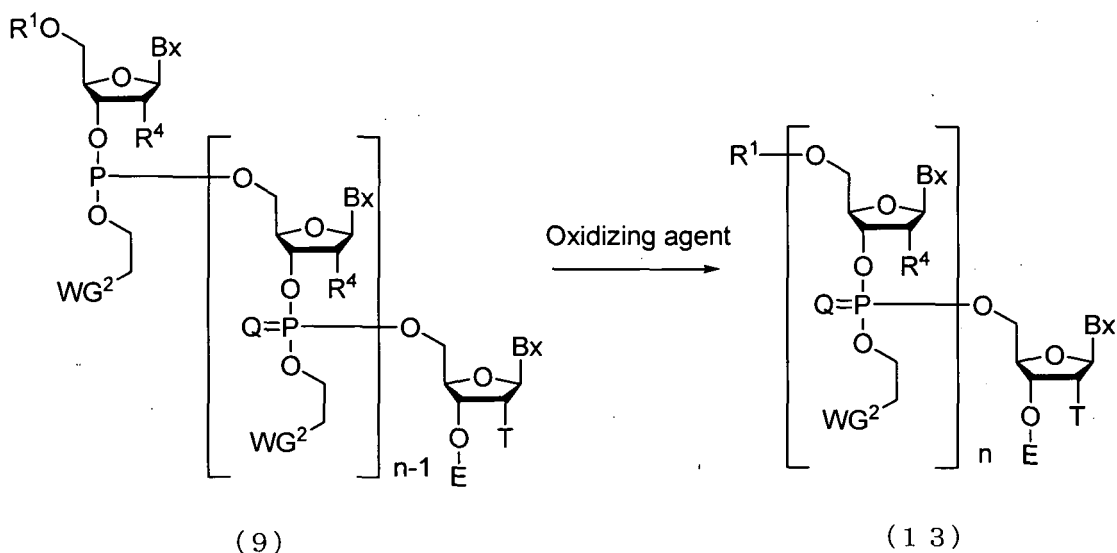 R¹O
Bx
O
O
R⁴
P
O
O
Bx
WG²
O
O
R⁴
Q=P
O
O
Bx
WG²
O
O
T
E
n-1
(9)
Oxidizing agent
R¹
O
Bx
O
O
R⁴
Q=P
O
O
Bx
WG²
O
O
T
E
n
(13)